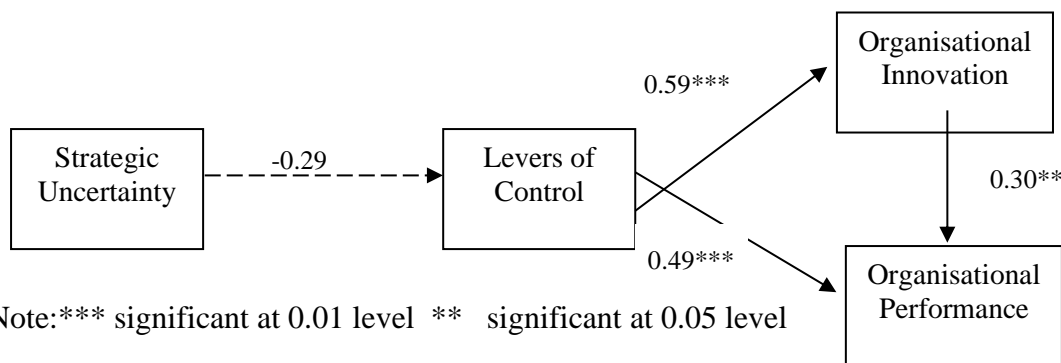 Organisational
Innovation
0.59***
Strategic
Uncertainty
-0.29
Levers of
Control
0.30**
0.49***
Organisational
Performance
Note:*** significant at 0.01 level ** significant at 0.05 level